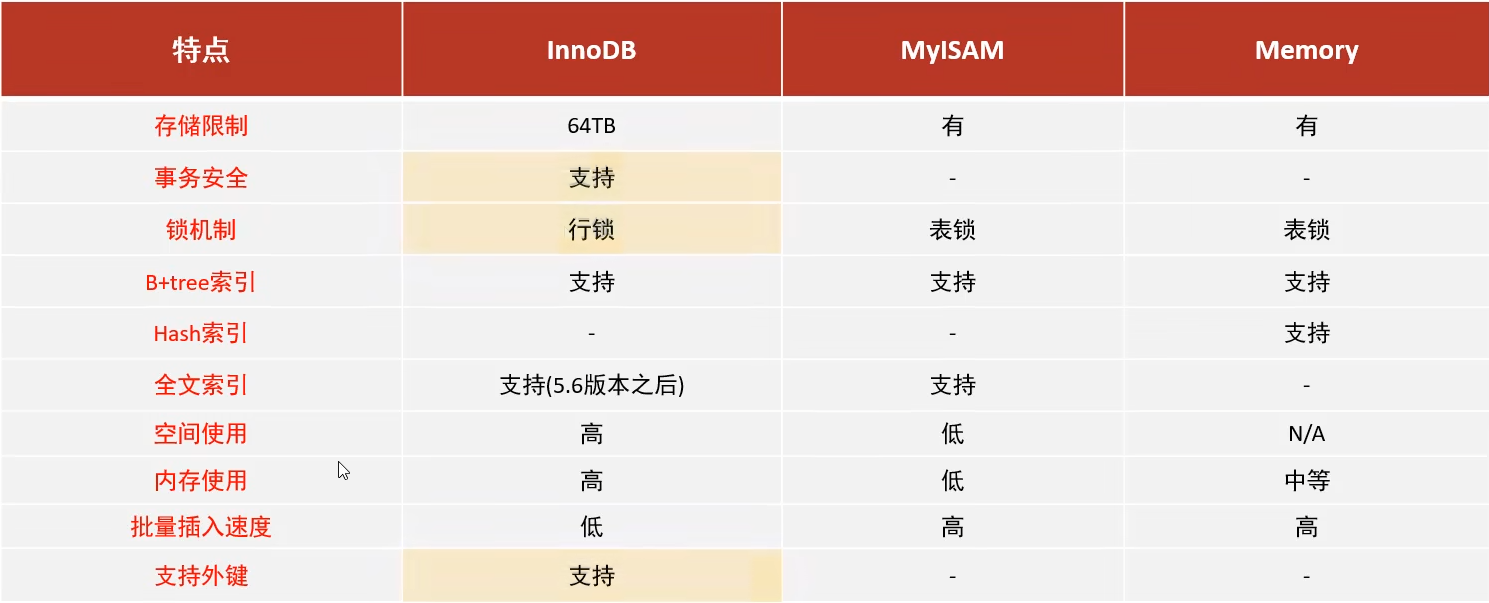 特点 InnoDB MyISAM Memory
存储限制 64TB 有 有
事务安全 支持 - -
锁机制 行锁 表锁 表锁
B+tree索引 支持 支持 支持
Hash索引 - - 支持
全文索引 支持(5.6版本之后) 支持 -
空间使用 高 低 N/A
内存使用 高 低 中等
批量插入速度 低 高 高
支持外键 支持 - -